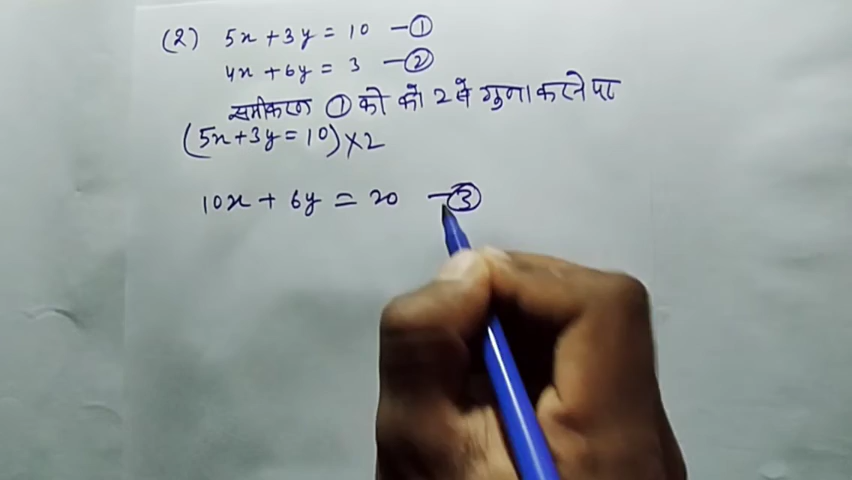 (2) 5x + 3y = 10 — ①
4x + 6y = 3 — ②
समीकरण ① को को 2 से गुना करने पर
(5x + 3y = 10) × 2
10x + 6y = 20 — ③